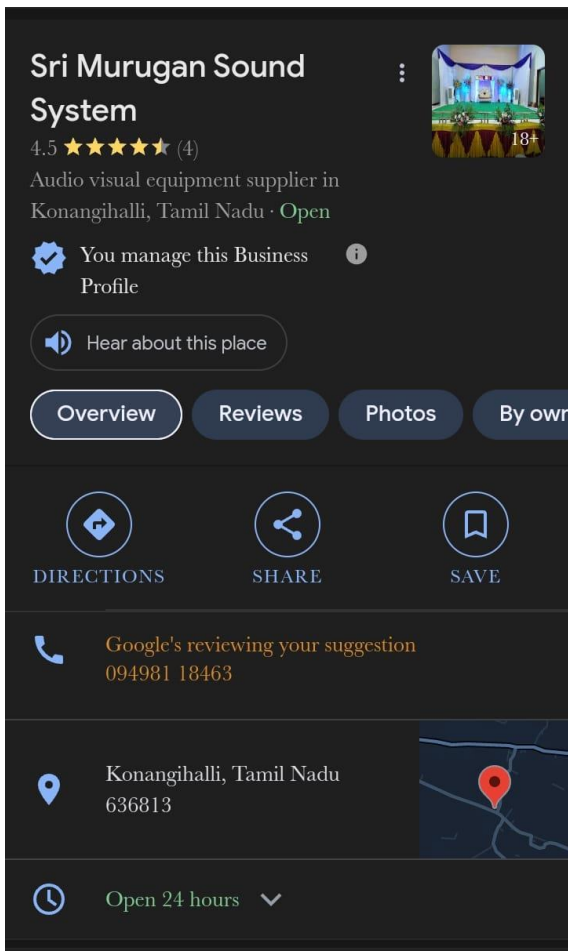 Sri Murugan Sound
System
4.5 (4)
18+
Audio visual equipment supplier in
Konangihalli, Tamil Nadu · Open
You manage this Business
Profile
Hear about this place
Overview Reviews Photos By owr
DIRECTIONS SHARE SAVE
Google's reviewing your suggestion
094981 18463
Konangihalli, Tamil Nadu
636813
Open 24 hours